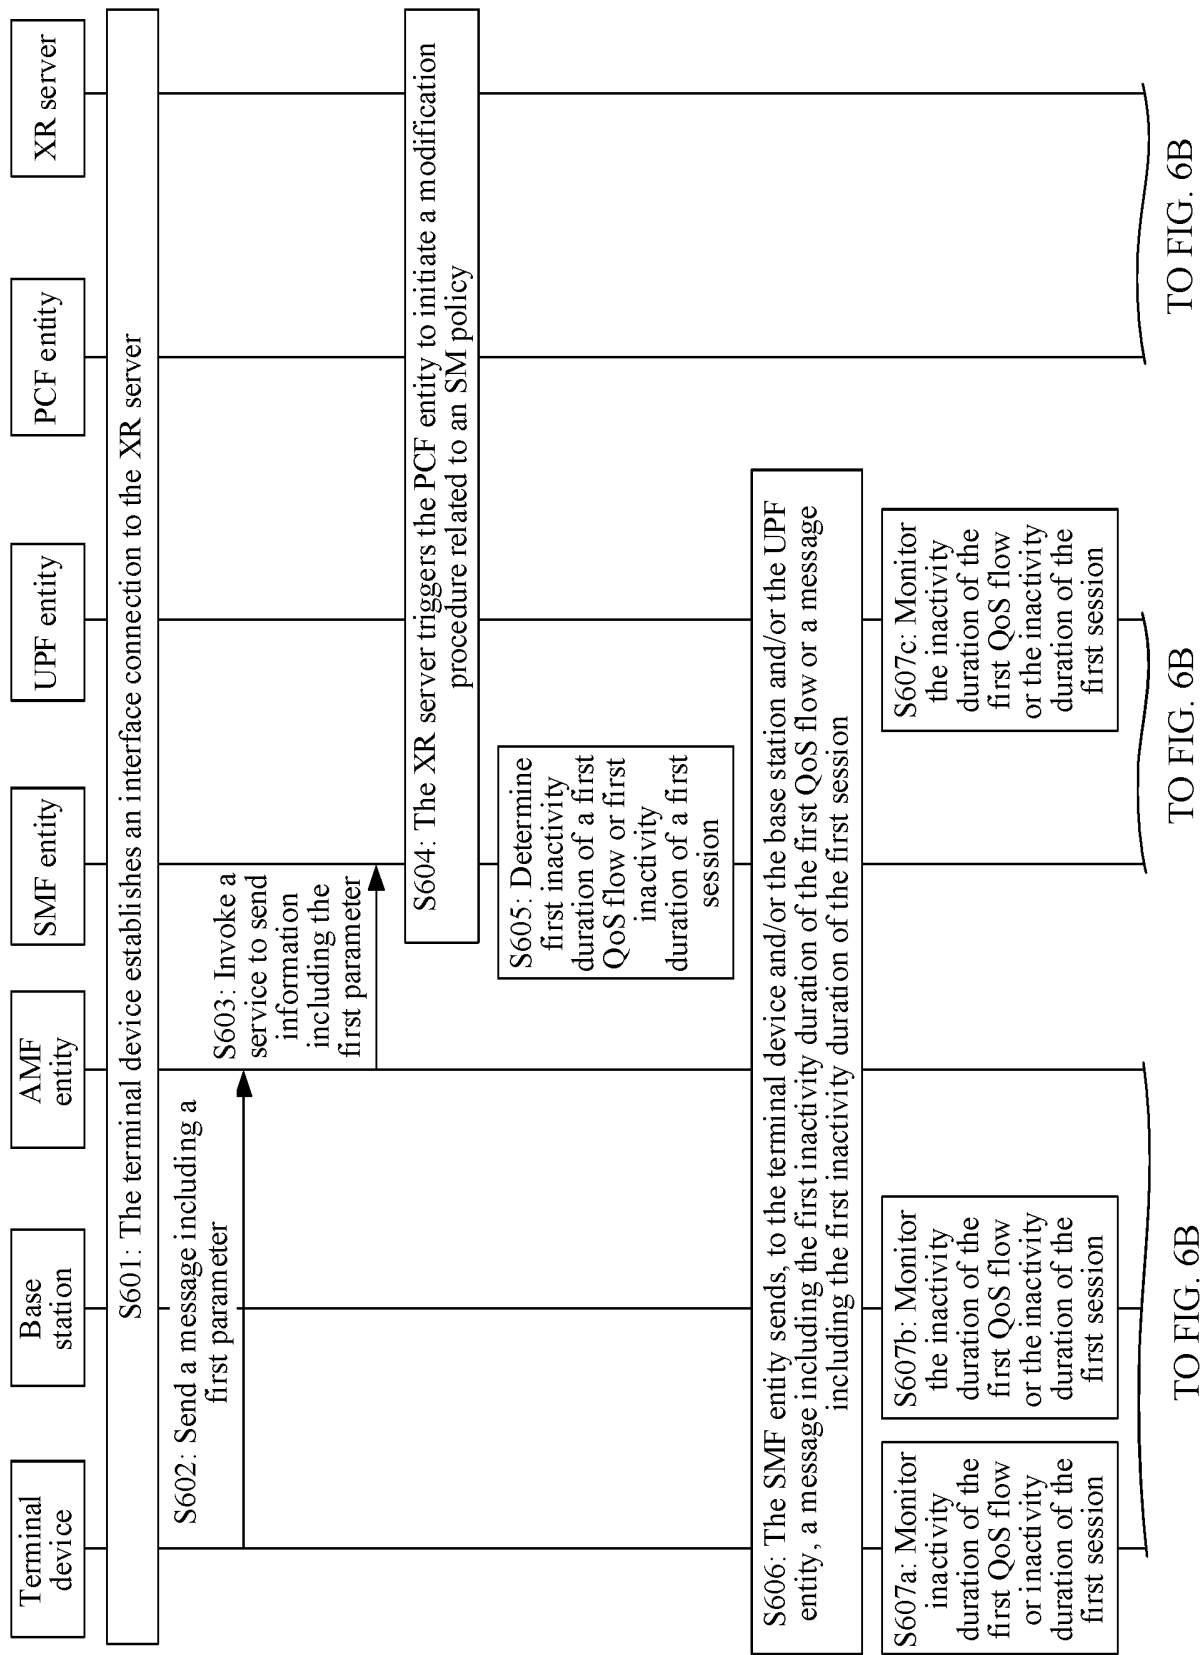 Terminal
device
Base
station
AMF
entity
SMF entity
UPF entity
PCF entity
XR server
S601: The terminal device establishes an interface connection to the XR server
S602: Send a message including a
first parameter
S603: Invoke a
service to send
information
including the
first parameter
S604: The XR server triggers the PCF entity to initiate a modification
procedure related to an SM policy
S605: Determine
first inactivity
duration of a first
QoS flow or first
inactivity
duration of a first
session
S606: The SMF entity sends, to the terminal device and/or the base station and/or the UPF
entity, a message including the first inactivity duration of the first QoS flow or a message
including the first inactivity duration of the first session
S607a: Monitor
inactivity
duration of the
first QoS flow
or inactivity
duration of the
first session
S607b: Monitor
the inactivity
duration of the
first QoS flow
or the inactivity
duration of the
first session
S607c: Monitor
the inactivity
duration of the
first QoS flow
or the inactivity
duration of the
first session
TO FIG. 6B
TO FIG. 6B
TO FIG. 6B